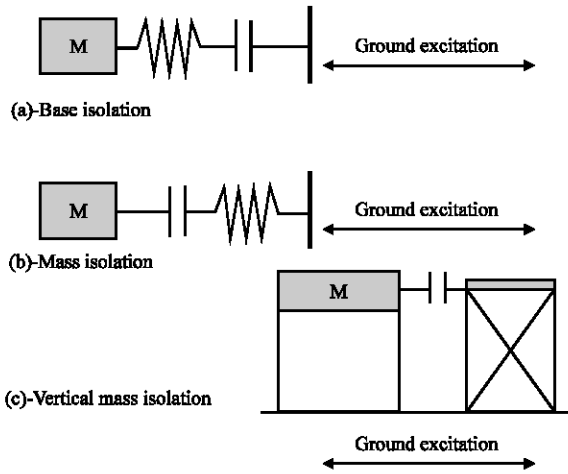 M
Ground excitation
(a)-Base isolation
M
Ground excitation
(b)-Mass isolation
M
(c)-Vertical mass isolation
Ground excitation